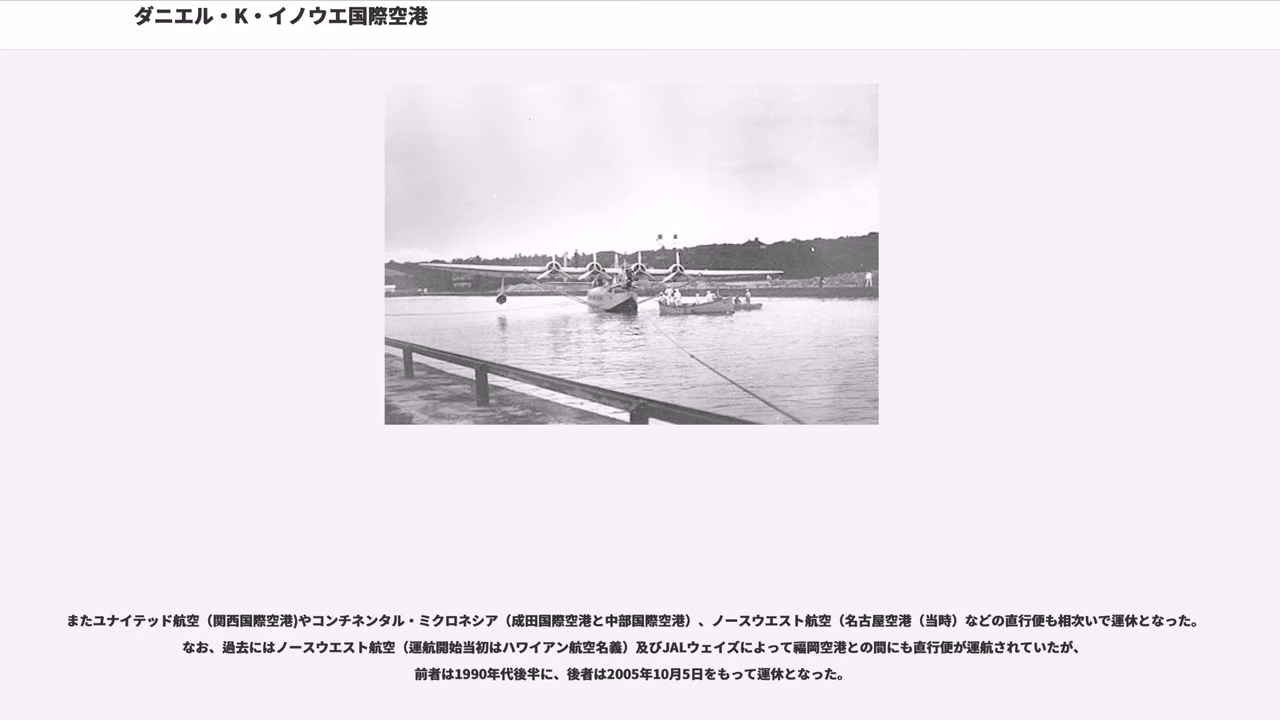 ダニエル・K・イノウエ国際空港
またユナイテッド航空（関西国際空港)やコンチネンタル・ミクロネシア（成田国際空港と中部国際空港）、ノースウエスト航空（名古屋空港（当時）などの直行便も相次いで運休となった。
なお、過去にはノースウエスト航空（運航開始当初はハワイアン航空名義）及びJALウェイズによって福岡空港との間にも直行便が運航されていたが、
前者は1990年代後半に、後者は2005年10月5日をもって運休となった。